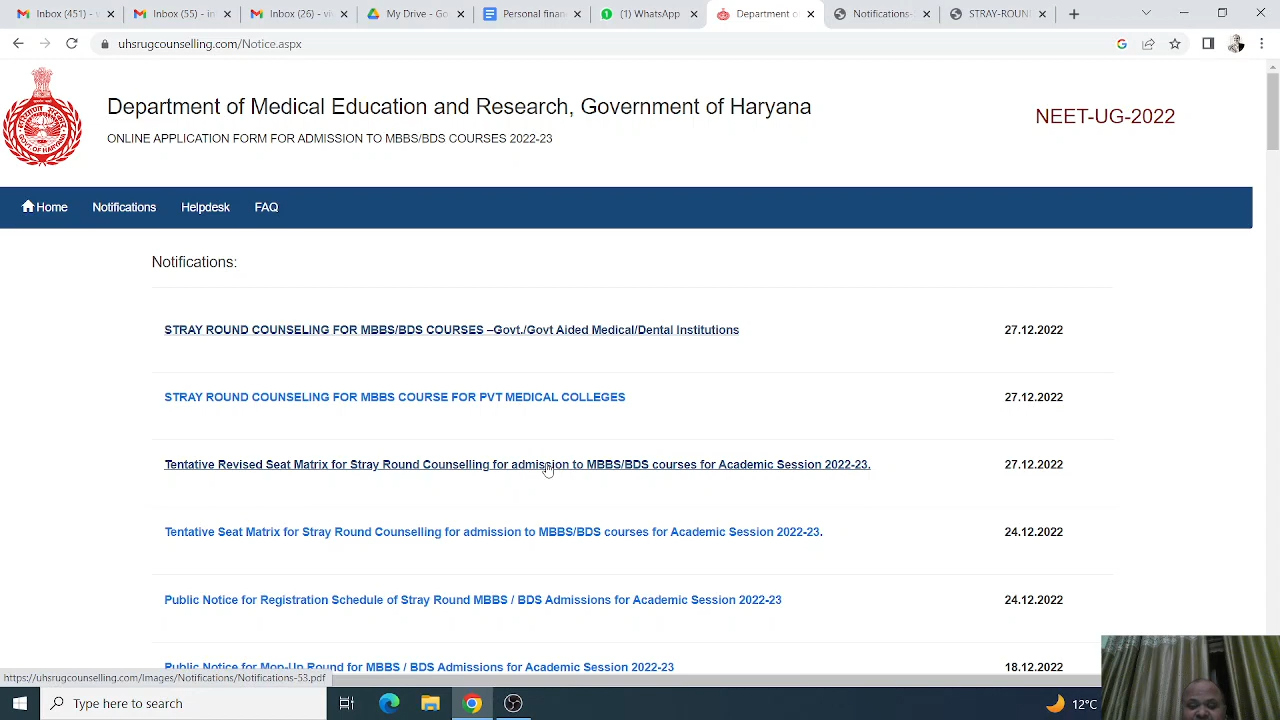 Inbox (451) -
Inbox (55) - in
Inbox (26) - vi
My Drive - Go
Personal finan
(1) WhatsApp
Department o
Notifications-
STRAY-ROUN
uhsrugcounselling.com/Notice.aspx
Department of Medical Education and Research, Government of Haryana
NEET-UG-2022
ONLINE APPLICATION FORM FOR ADMISSION TO MBBS/BDS COURSES 2022-23
Home
Notifications
Helpdesk
FAQ
Notifications:
STRAY ROUND COUNSELING FOR MBBS/BDS COURSES –Govt./Govt Aided Medical/Dental Institutions 27.12.2022
STRAY ROUND COUNSELING FOR MBBS COURSE FOR PVT MEDICAL COLLEGES 27.12.2022
Tentative Revised Seat Matrix for Stray Round Counselling for admission to MBBS/BDS courses for Academic Session 2022-23. 27.12.2022
Tentative Seat Matrix for Stray Round Counselling for admission to MBBS/BDS courses for Academic Session 2022-23. 24.12.2022
Public Notice for Registration Schedule of Stray Round MBBS / BDS Admissions for Academic Session 2022-23 24.12.2022
Public Notice for Mop-Up Round for MBBS / BDS Admissions for Academic Session 2022-23 18.12.2022
https://uhsrugcounselling.com/Images/Notifications/Notifications-53.pdf
Type here to search
12°C